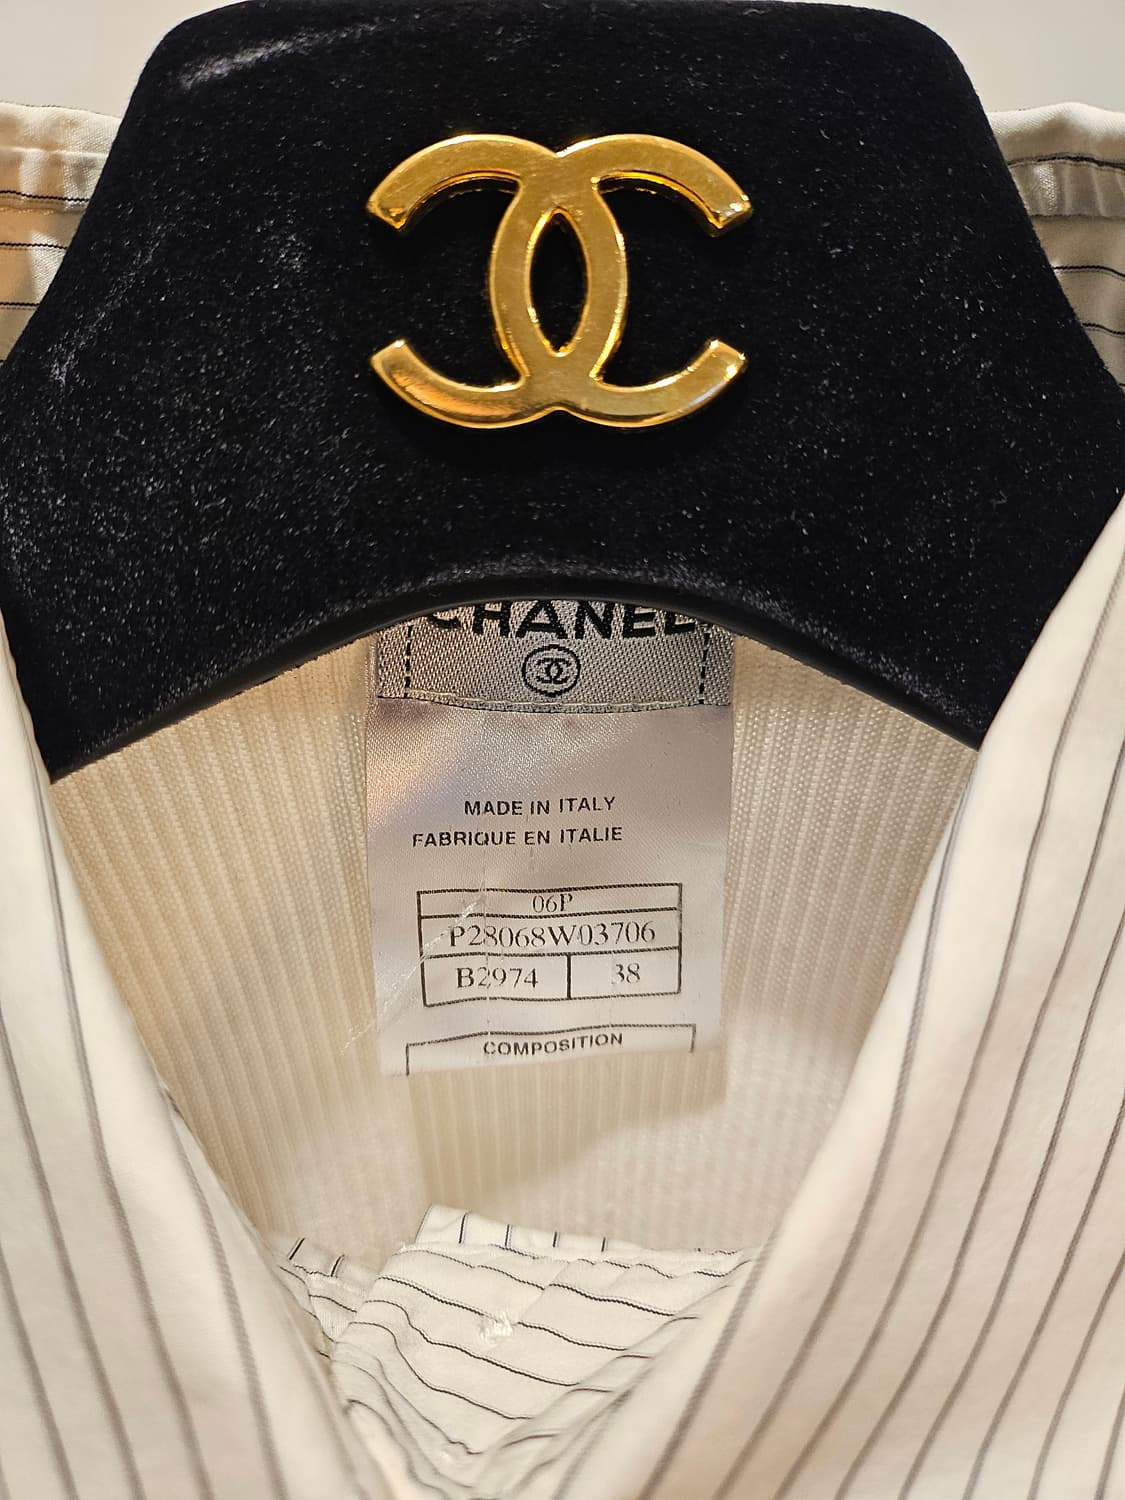 CHANEL
MADE IN ITALY
FABRIQUE EN ITALIE
06P
P28068W03706
B2974 38
COMPOSITION